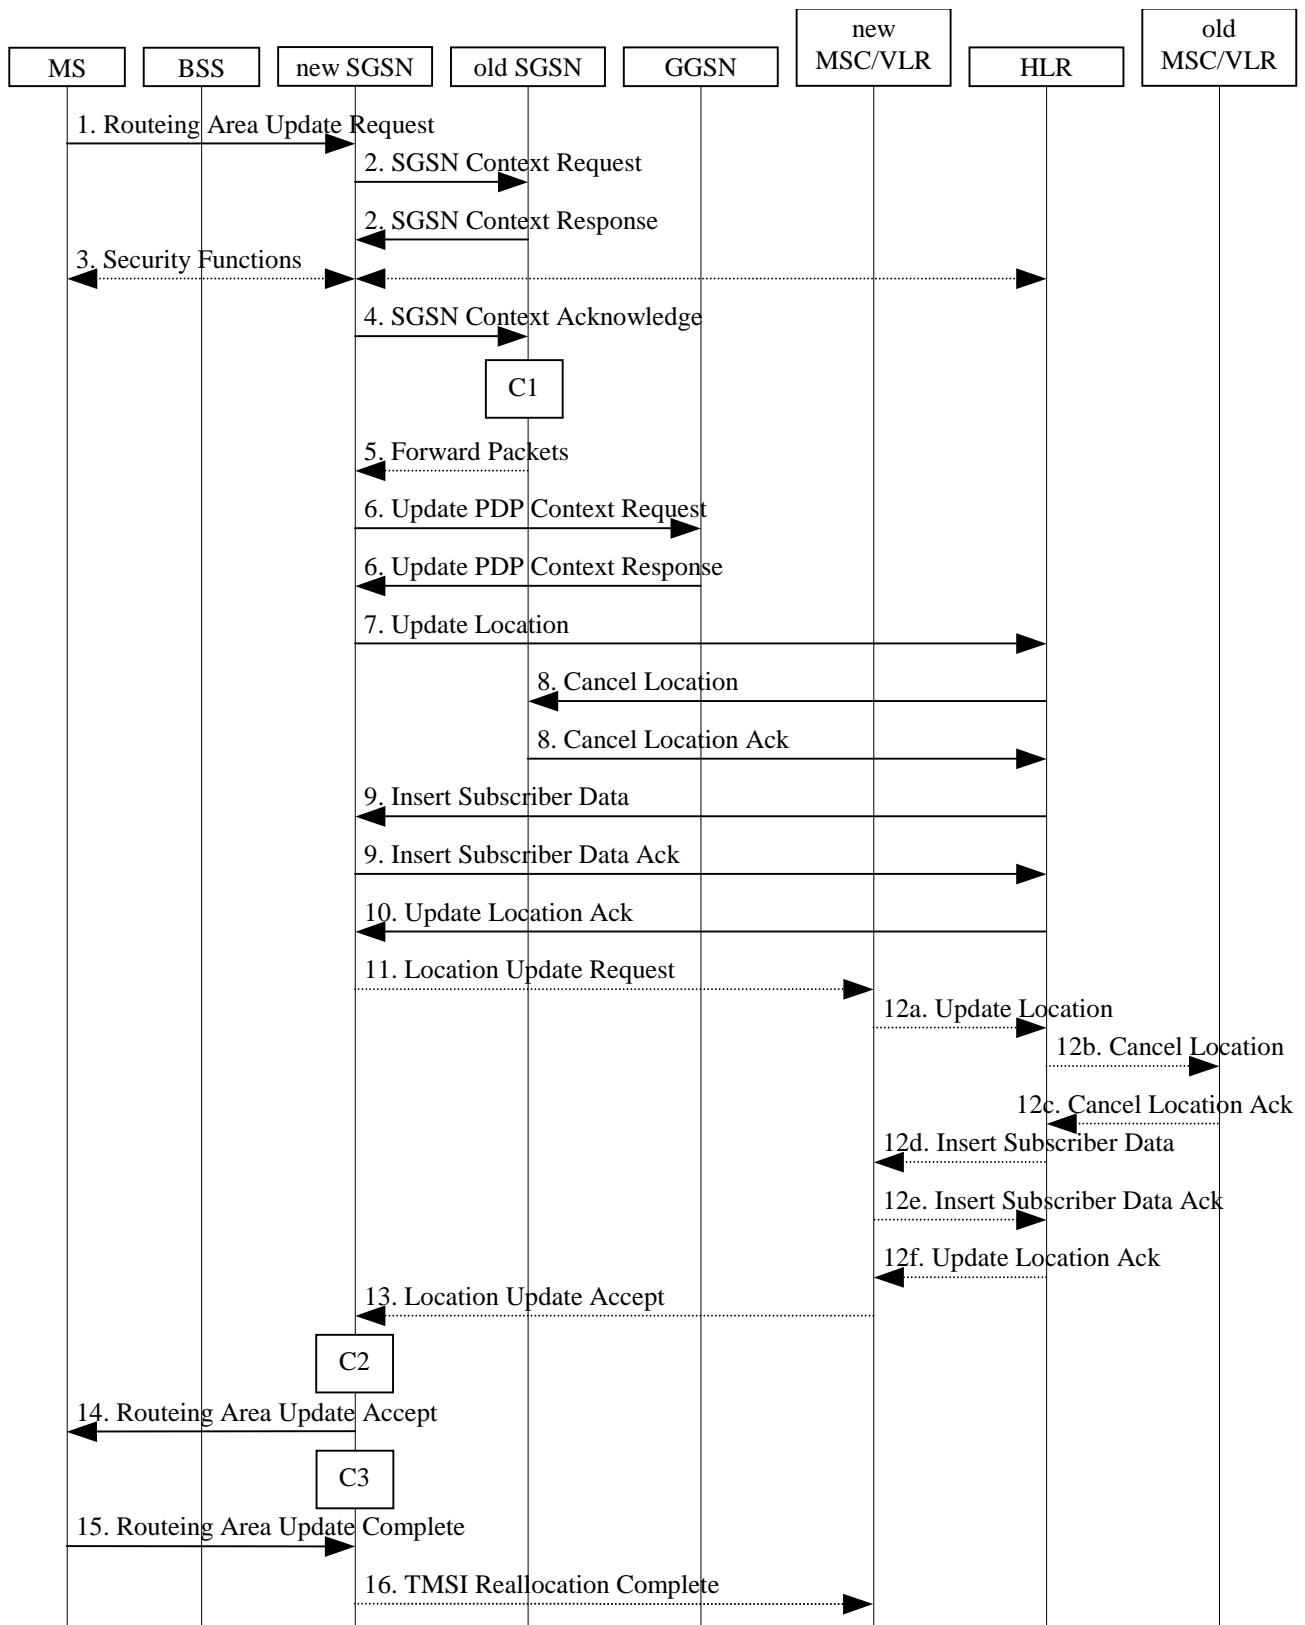 new
MSC/VLR
old
MSC/VLR
MS
BSS
new SGSN
old SGSN
GGSN
HLR
1. Routeing Area Update Request
2. SGSN Context Request
2. SGSN Context Response
3. Security Functions
4. SGSN Context Acknowledge
C1
5. Forward Packets
6. Update PDP Context Request
6. Update PDP Context Response
7. Update Location
8. Cancel Location
8. Cancel Location Ack
9. Insert Subscriber Data
9. Insert Subscriber Data Ack
10. Update Location Ack
11. Location Update Request
12a. Update Location
12b. Cancel Location
12c. Cancel Location Ack
12d. Insert Subscriber Data
12e. Insert Subscriber Data Ack
12f. Update Location Ack
13. Location Update Accept
C2
14. Routeing Area Update Accept
C3
15. Routeing Area Update Complete
16. TMSI Reallocation Complete